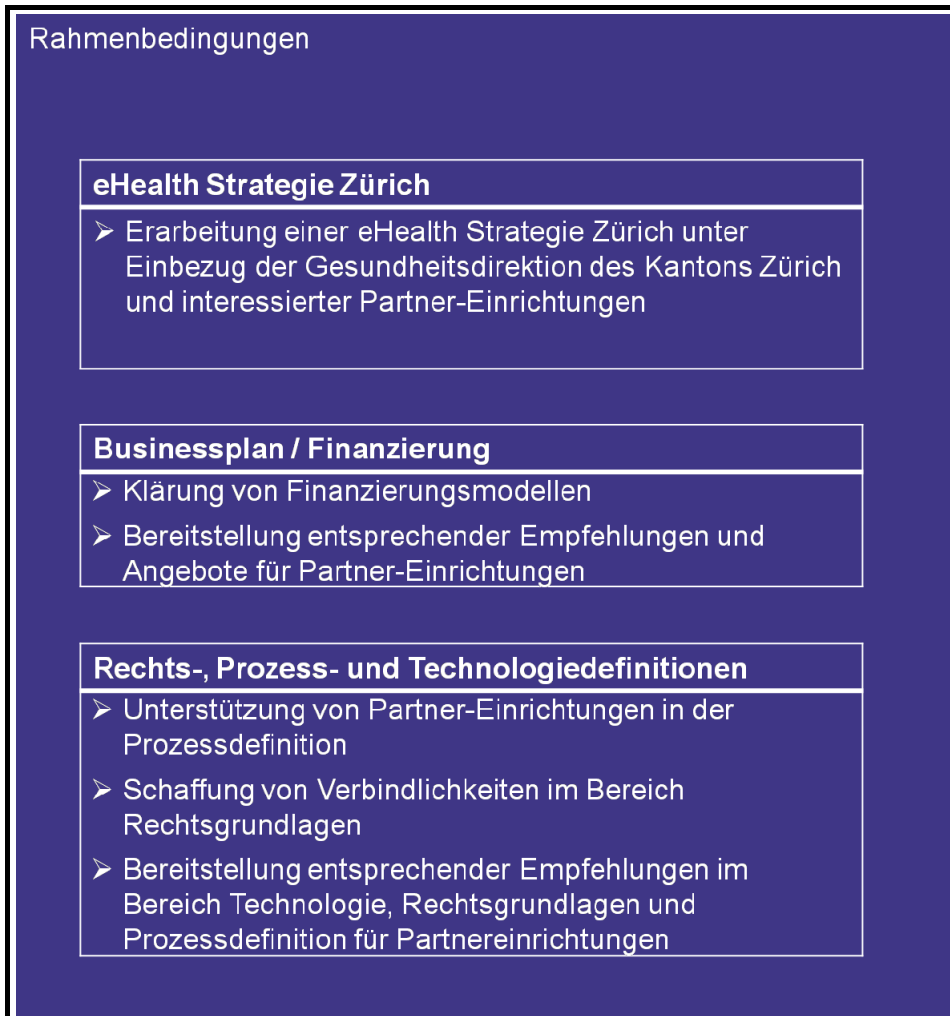 Rahmenbedingungen
eHealth Strategie Zürich
➢ Erarbeitung einer eHealth Strategie Zürich unter
Einbezug der Gesundheitsdirektion des Kantons Zürich
und interessierter Partner-Einrichtungen
Businessplan / Finanzierung
➢ Klärung von Finanzierungsmodellen
➢ Bereitstellung entsprechender Empfehlungen und
Angebote für Partner-Einrichtungen
Rechts-, Prozess- und Technologiedefinitionen
➢ Unterstützung von Partner-Einrichtungen in der
Prozessdefinition
➢ Schaffung von Verbindlichkeiten im Bereich
Rechtsgrundlagen
➢ Bereitstellung entsprechender Empfehlungen im
Bereich Technologie, Rechtsgrundlagen und
Prozessdefinition für Partnereinrichtungen